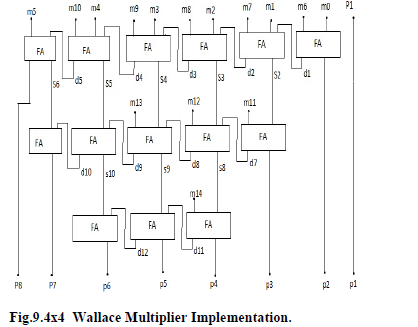 m5 m10 m4 m9 m3 m8 m2 m7 m1 m6 m0 P1
FA FA FA FA FA FA
S6 d5 S5 d4 S4 d3 S3 d2 S2 d1
m13 m12 m11
FA FA FA FA FA
d10 s10 d9 s9 d8 s8 d7
m14
FA FA FA
d12 d11
P8 P7 p6 p5 p4 p3 p2 p1
Fig.9.4x4 Wallace Multiplier Implementation.